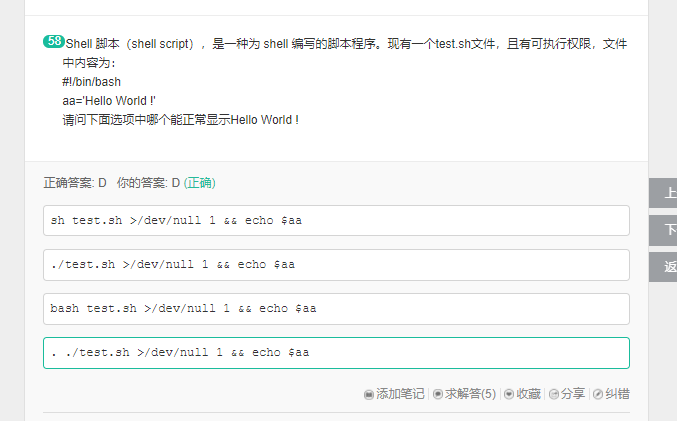 58 Shell 脚本（shell script），是一种为 shell 编写的脚本程序。现有一个test.sh文件，且有可执行权限，文件
中内容为：
#!/bin/bash
aa='Hello World !'
请问下面选项中哪个能正常显示Hello World !
正确答案: D 你的答案: D (正确)
sh test.sh >/dev/null 1 && echo $aa
./test.sh >/dev/null 1 && echo $aa
bash test.sh >/dev/null 1 && echo $aa
. ./test.sh >/dev/null 1 && echo $aa
添加笔记 求解答(5) 收藏 分享 纠错
上
下
返